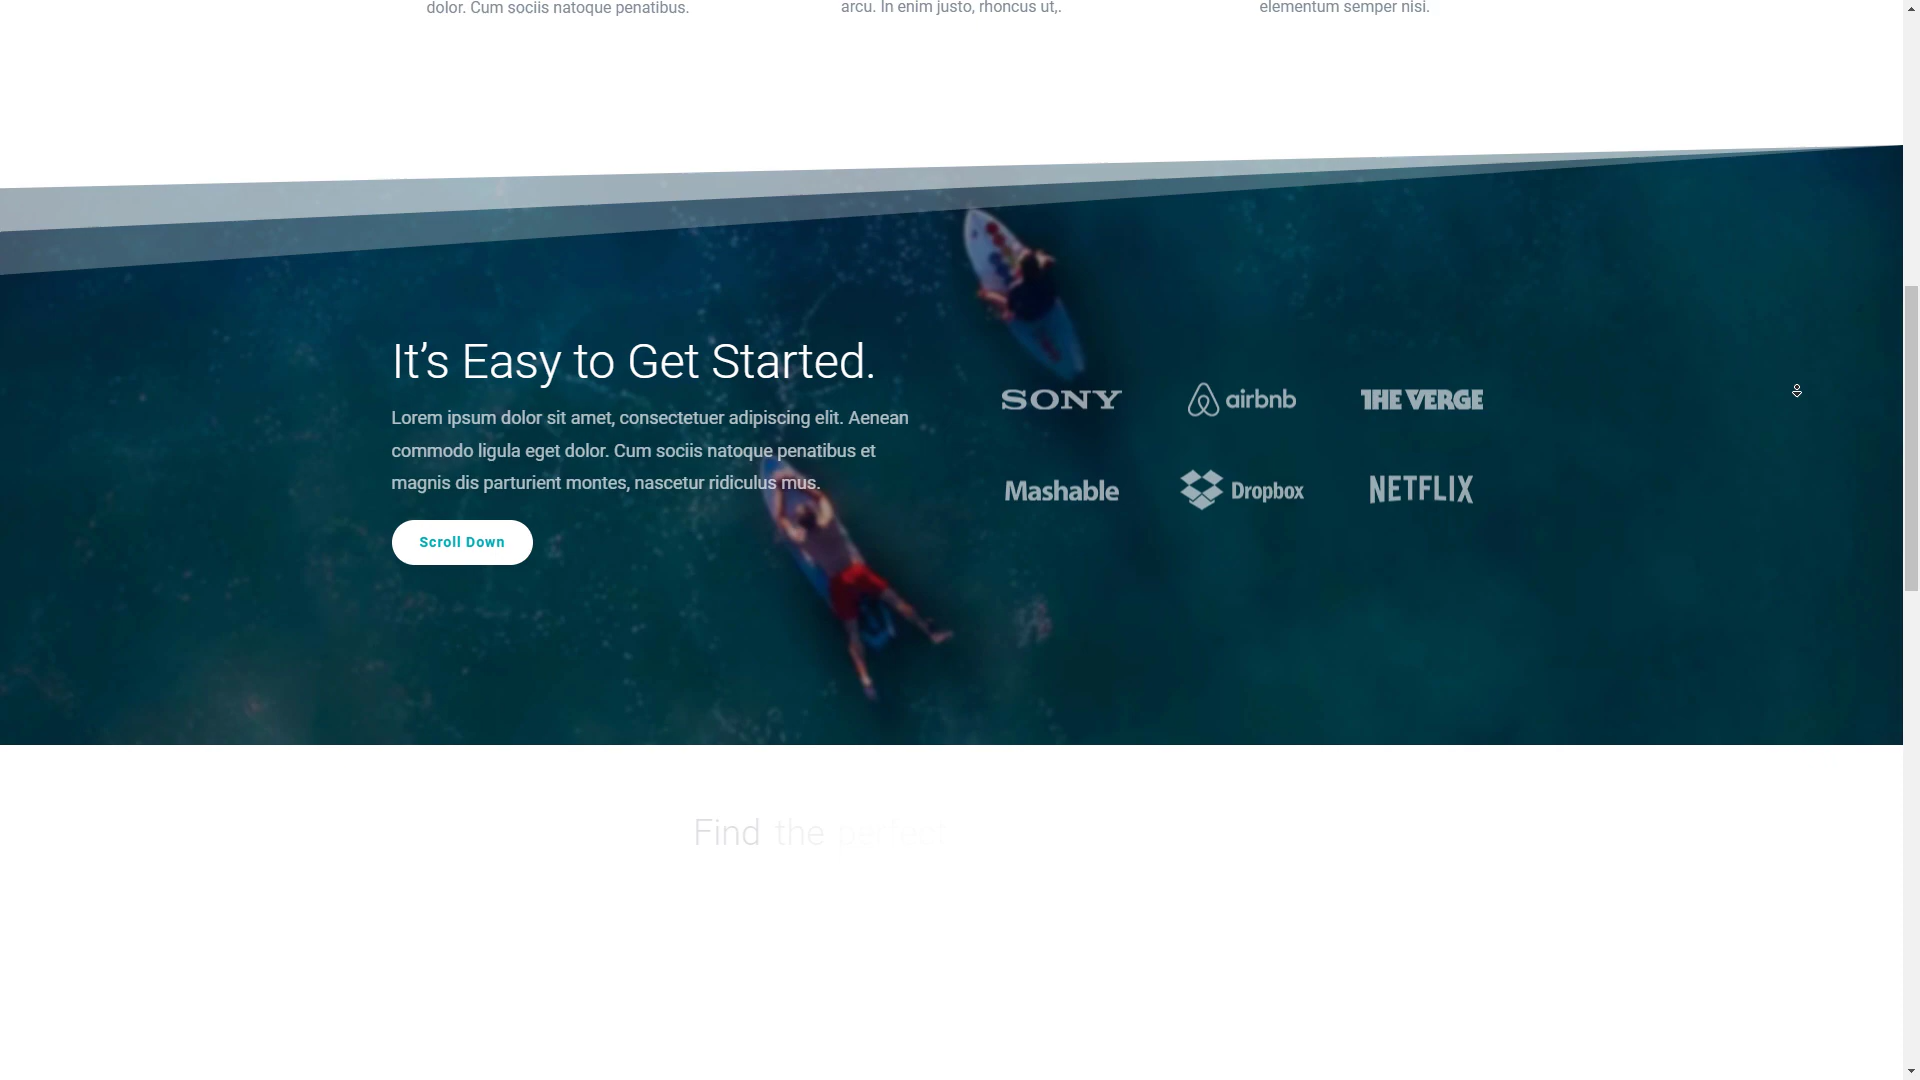 dolor. Cum sociis natoque penatibus.
arcu. In enim justo, rhoncus ut,.
elementum semper nisi.
It’s Easy to Get Started.
Lorem ipsum dolor sit amet, consectetuer adipiscing elit. Aenean
commodo ligula eget dolor. Cum sociis natoque penatibus et
magnis dis parturient montes, nascetur ridiculus mus.
Scroll Down
SONY
airbnb
THE VERGE
Mashable
Dropbox
NETFLIX
Find the perfect